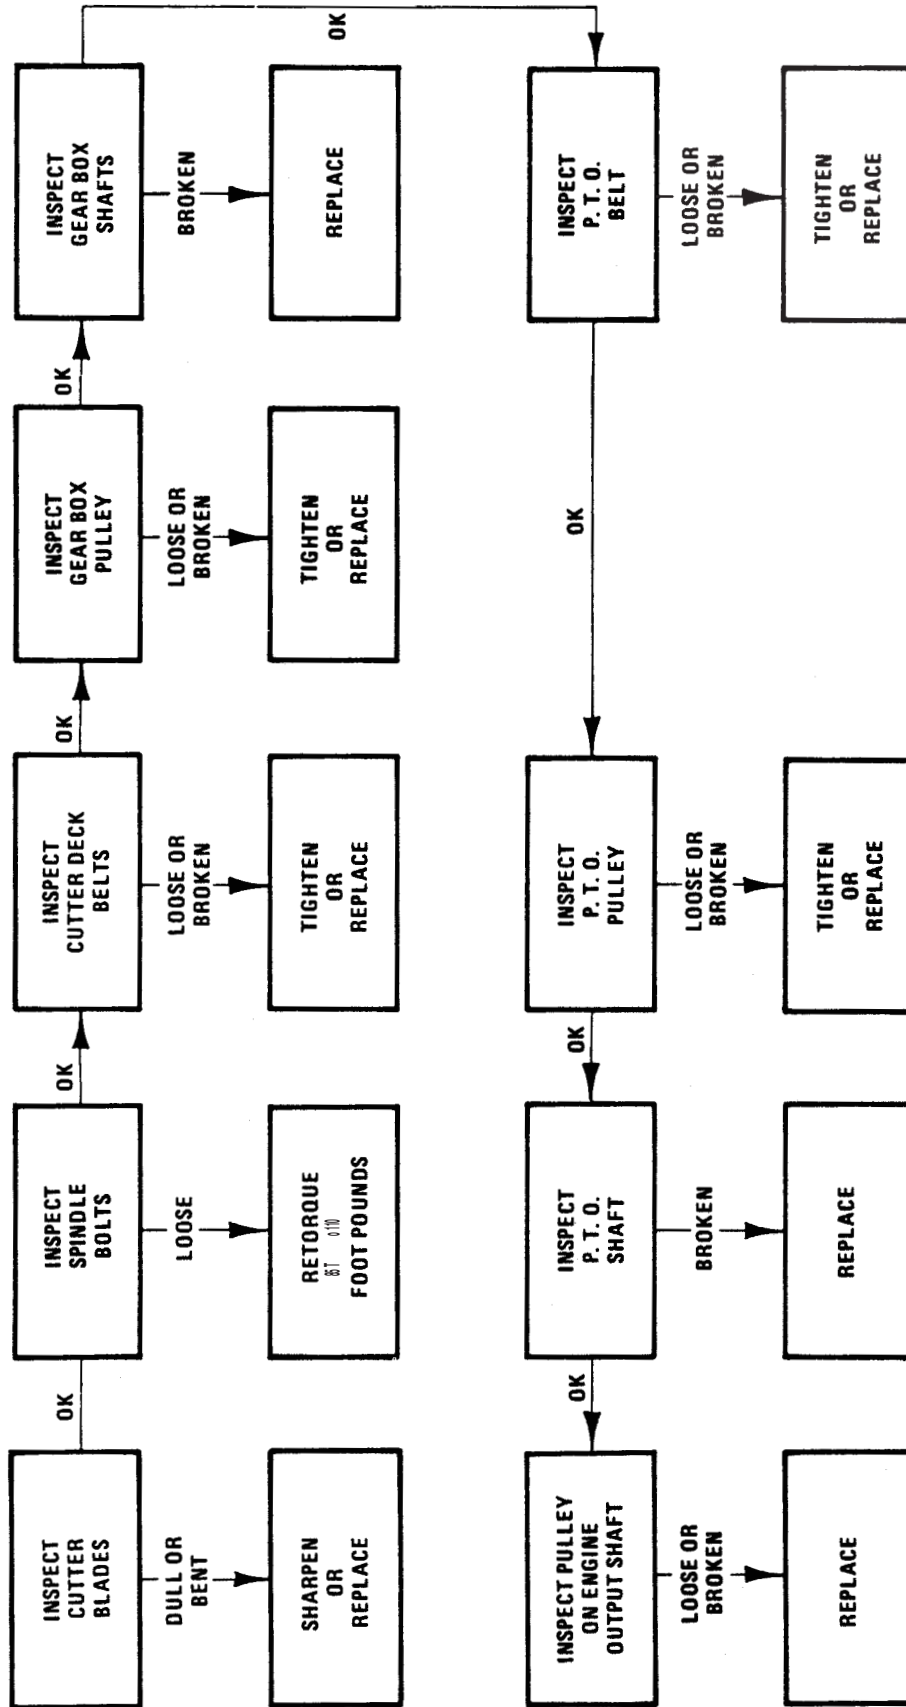 INSPECT
CUTTER
BLADES
OK
DULL OR
BENT
SHARPEN
OR
REPLACE
INSPECT
SPINDLE
BOLTS
OK
LOOSE
RETORQUE
85T 0110
FOOT POUNDS
INSPECT
CUTTER DECK
BELTS
OK
LOOSE OR
BROKEN
TIGHTEN
OR
REPLACE
INSPECT
GEAR BOX
PULLEY
OK
LOOSE OR
BROKEN
TIGHTEN
OR
REPLACE
INSPECT
GEAR BOX
SHAFTS
OK
BROKEN
REPLACE
INSPECT
P. T. O.
BELT
OK
LOOSE OR
BROKEN
TIGHTEN
OR
REPLACE
INSPECT
P. T. O.
PULLEY
OK
LOOSE OR
BROKEN
TIGHTEN
OR
REPLACE
INSPECT
P. T. O.
SHAFT
OK
BROKEN
REPLACE
INSPECT PULLEY
ON ENGINE
OUTPUT SHAFT
LOOSE OR
BROKEN
REPLACE